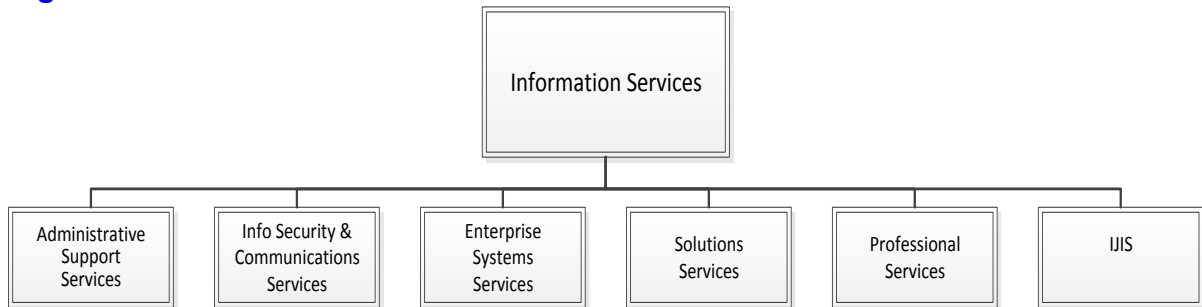 Information Services
Administrative
Support
Services
Info Security &
Communications
Services
Enterprise
Systems
Services
Solutions
Services
Professional
Services
IJIS